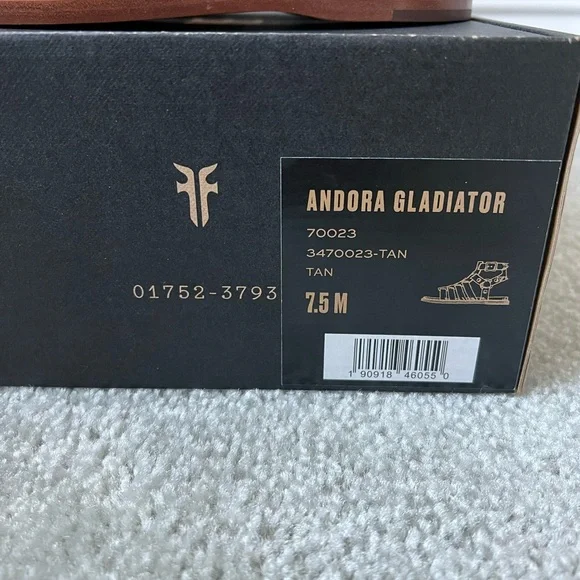 01752-3793
ANDORA GLADIATOR
70023
3470023-TAN
TAN
7.5 M
1 90918 46055 0